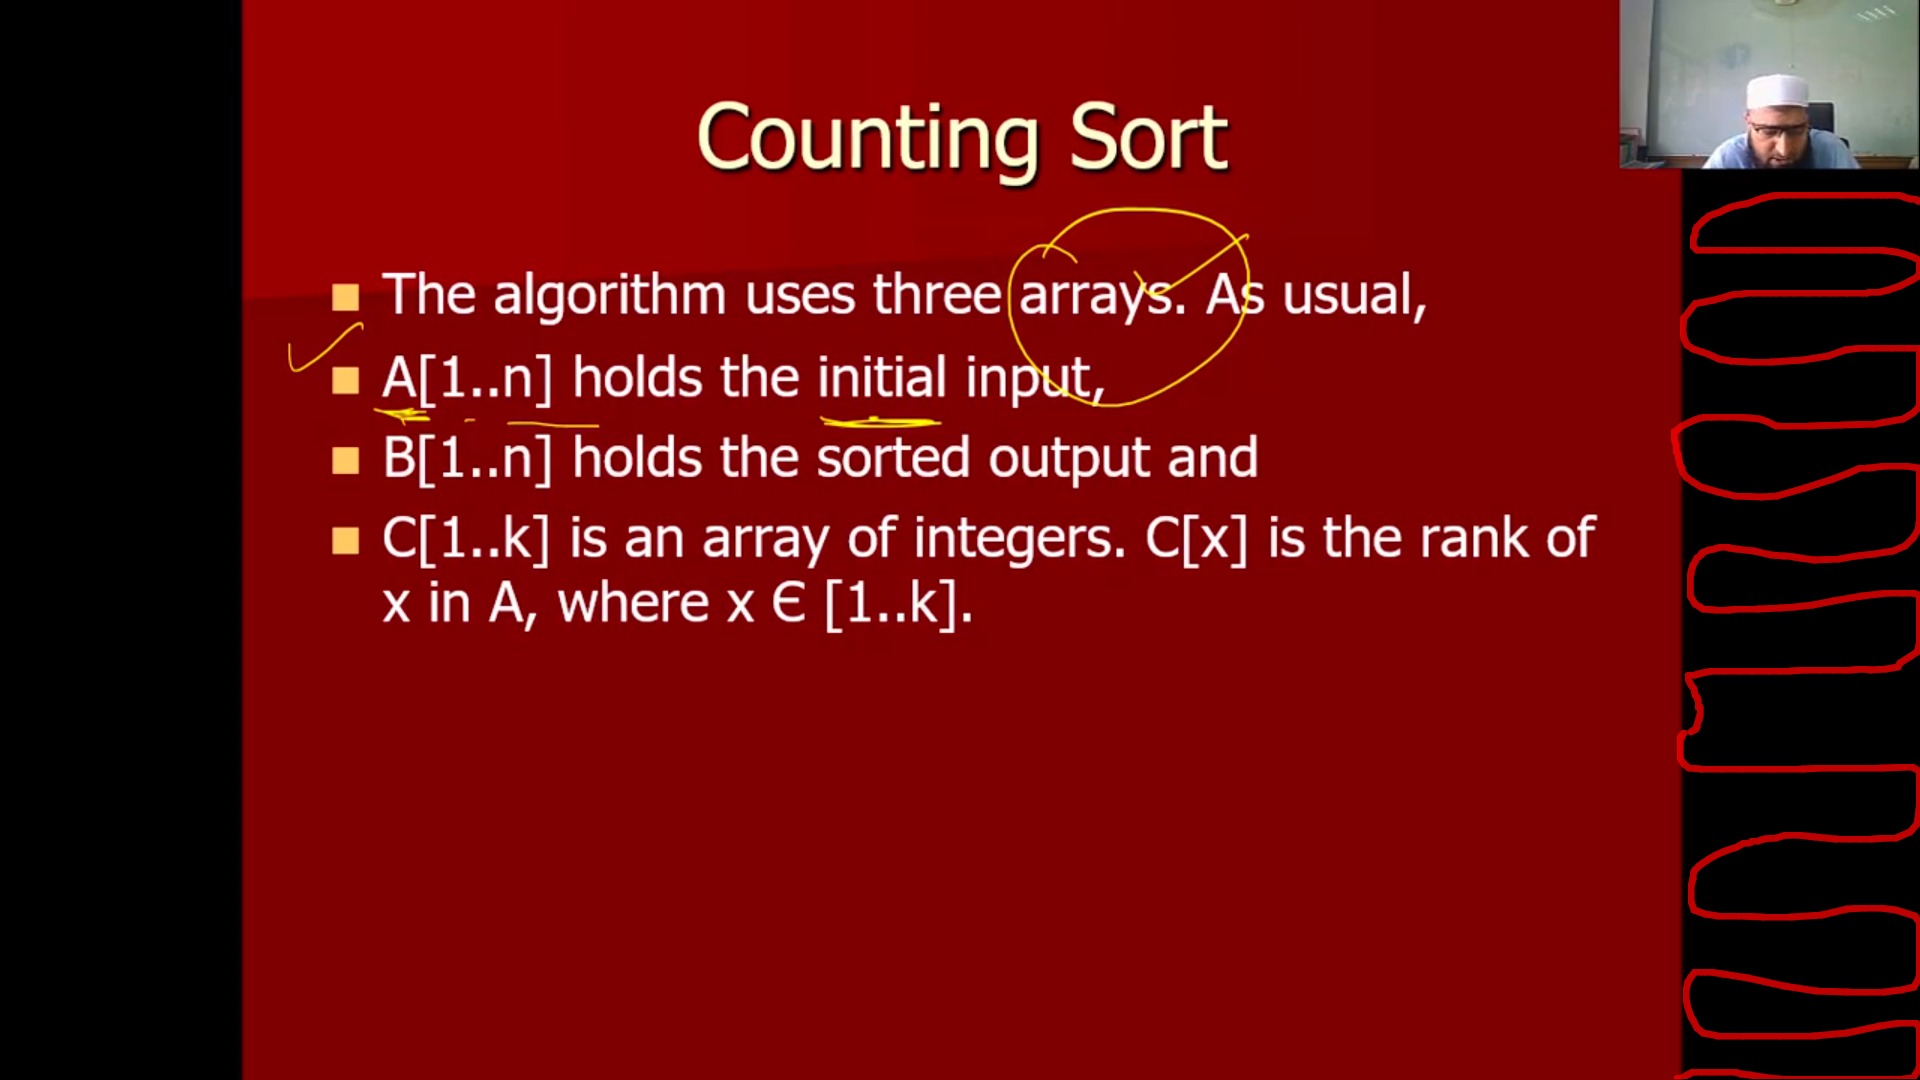 Counting Sort
The algorithm uses three arrays. As usual,
A[1..n] holds the initial input,
B[1..n] holds the sorted output and
C[1..k] is an array of integers. C[x] is the rank of
x in A, where x Є [1..k].